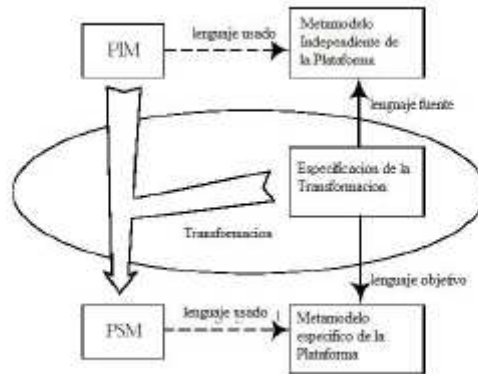 PIM
lenguaje usado
Metamodelo
Independiente de
la Plataforma
lenguaje fuente
Especificacion de la
Transformacion
Transformacion
lenguaje objetivo
PSM
lenguaje usado
Metamodelo
especifico de la
Plataforma